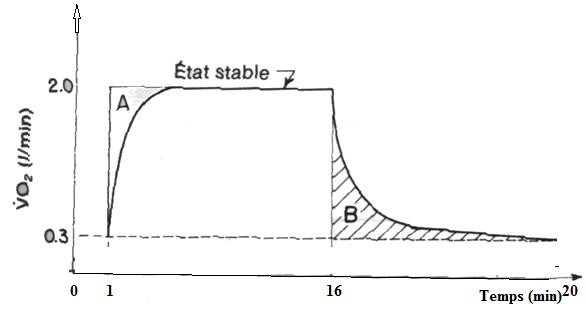 État stable
2.0
A
V̇O₂ (l/min)
B
0.3
0 1 16 Temps (min) 20